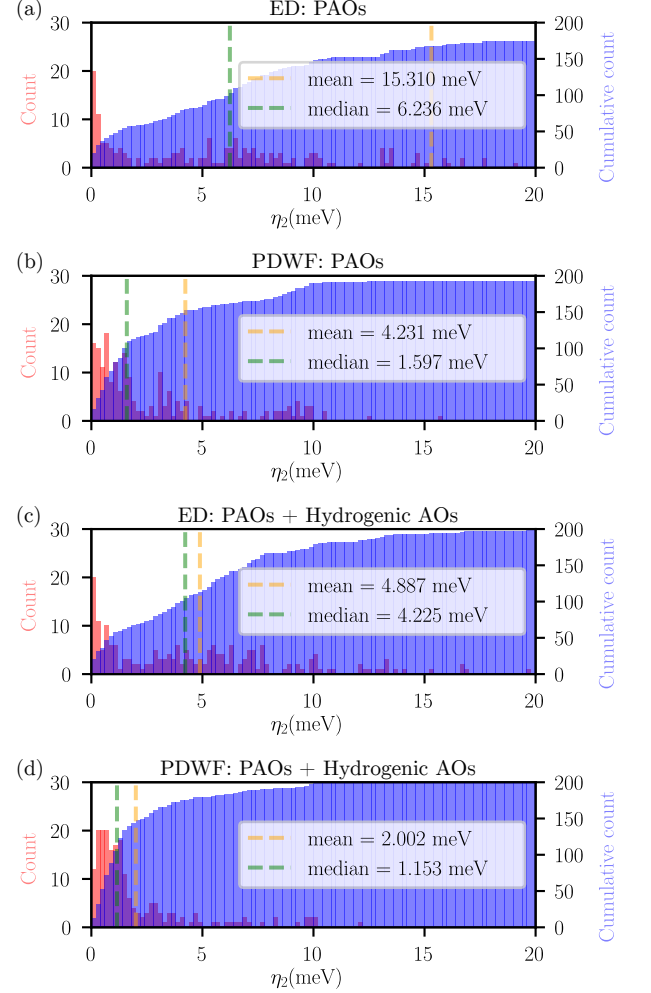 (a) ED: PAOs
30 200
20 150
100
10 50
0 0
Count
Cumulative count
mean = 15.310 meV
median = 6.236 meV
0 5 10 15 20
η₂(meV)
(b) PDWF: PAOs
30 200
20 150
100
10 50
0 0
Count
Cumulative count
mean = 4.231 meV
median = 1.597 meV
0 5 10 15 20
η₂(meV)
(c) ED: PAOs + Hydrogenic AOs
30 200
20 150
100
10 50
0 0
Count
Cumulative count
mean = 4.887 meV
median = 4.225 meV
0 5 10 15 20
η₂(meV)
(d) PDWF: PAOs + Hydrogenic AOs
30 200
20 150
100
10 50
0 0
Count
Cumulative count
mean = 2.002 meV
median = 1.153 meV
0 5 10 15 20
η₂(meV)